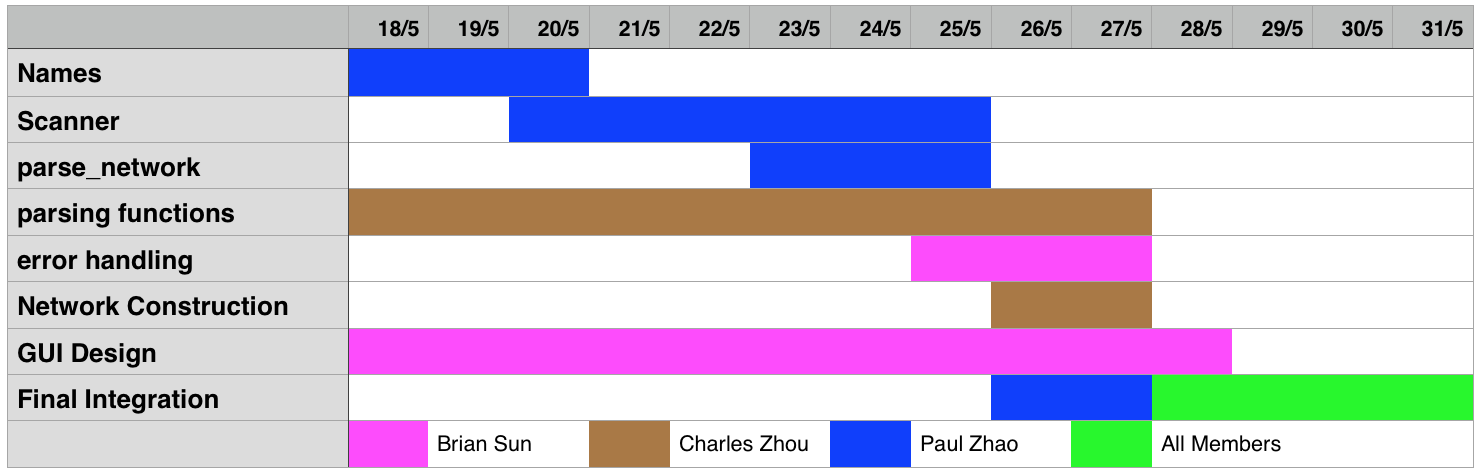 18/5 19/5 20/5 21/5 22/5 23/5 24/5 25/5 26/5 27/5 28/5 29/5 30/5 31/5
Names
Scanner
parse_network
parsing functions
error handling
Network Construction
GUI Design
Final Integration
Brian Sun Charles Zhou Paul Zhao All Members